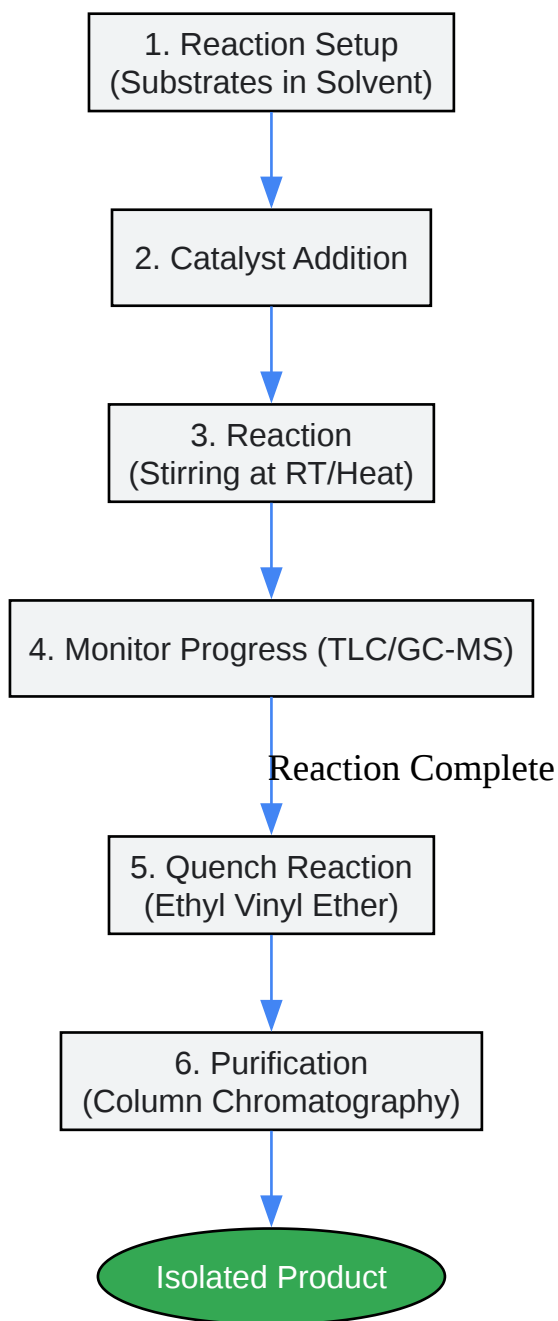 1. Reaction Setup
(Substrates in Solvent)
2. Catalyst Addition
3. Reaction
(Stirring at RT/Heat)
4. Monitor Progress (TLC/GC-MS)
Reaction Complete
5. Quench Reaction
(Ethyl Vinyl Ether)
6. Purification
(Column Chromatography)
Isolated Product